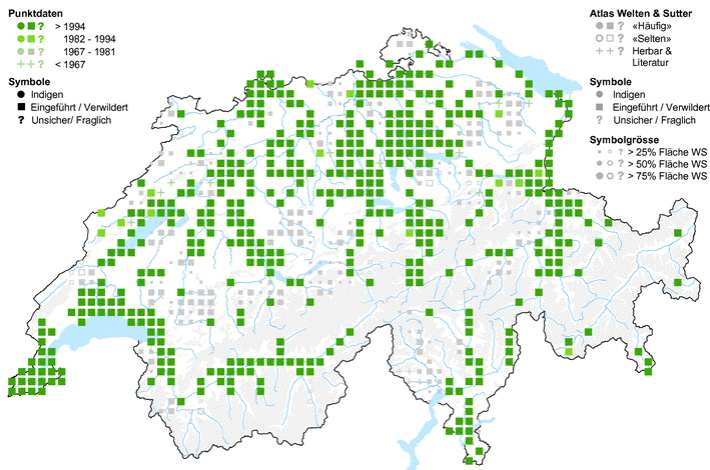 Punktdaten
? > 1994
? 1982 - 1994
? 1967 - 1981
++? < 1967
Symbole
Indigen
Eingeführt / Verwildert
? Unsicher/ Fraglich
Atlas Welten & Sutter
? «Häufig»
? «Selten»
++? Herbar &
Literatur
Symbole
Indigen
Eingeführt / Verwildert
? Unsicher/ Fraglich
Symbolgrösse
? > 25% Fläche WS
? > 50% Fläche WS
? > 75% Fläche WS